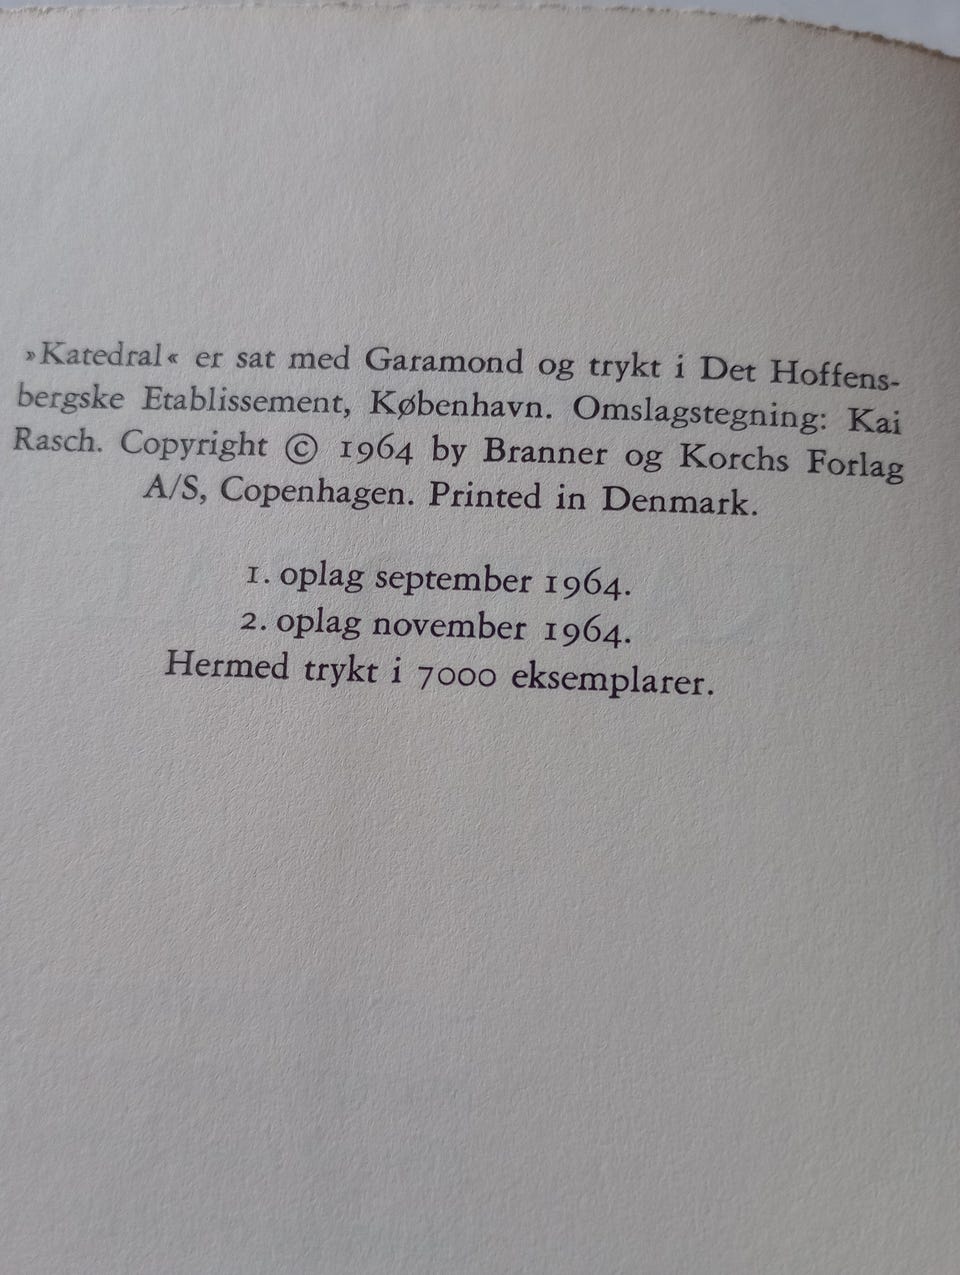 »Katedral« er sat med Garamond og trykt i Det Hoffens-
bergske Etablissement, København. Omslagstegning: Kai
Rasch. Copyright © 1964 by Branner og Korchs Forlag
A/S, Copenhagen. Printed in Denmark.
1. oplag september 1964.
2. oplag november 1964.
Hermed trykt i 7000 eksemplarer.